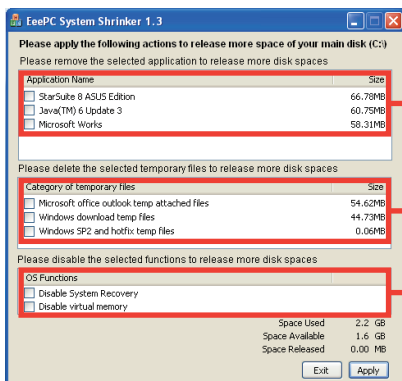 EeePC System Shrinker 1.3
Please apply the following actions to release more space of your main disk (C:\)
Please remove the selected application to release more disk spaces
Application Name Size
StarSuite 8 ASUS Edition 66.78MB
Java(TM) 6 Update 3 60.75MB
Microsoft Works 58.31MB
Please delete the selected temporary files to release more disk spaces
Category of temporary files Size
Microsoft office outlook temp attached files 54.62MB
Windows download temp files 44.73MB
Windows SP2 and hotfix temp files 0.06MB
Please disable the selected functions to release more disk spaces
OS Functions
Disable System Recovery
Disable virtual memory
Space Used 2.2 GB
Space Available 1.6 GB
Space Released 0.00 MB
Exit Apply